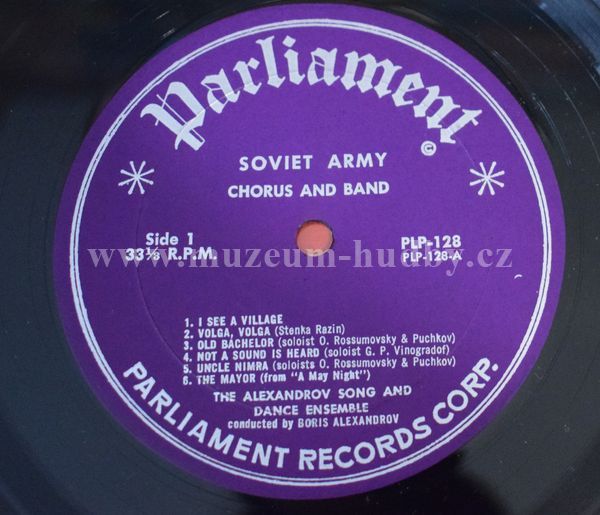 Parliament
©
SOVIET ARMY
CHORUS AND BAND
Side 1
33⅓ R.P.M.
PLP-128
PLP-128-A
www.muzeum-hudby.cz
1. I SEE A VILLAGE
2. VOLGA, VOLGA (Stenka Razin)
3. OLD BACHELOR (soloist O. Rossumovsky & Puchkov)
4. NOT A SOUND IS HEARD (soloist G. P. Vinogradof)
5. UNCLE NIMRA (soloists O. Rossumovsky & Puchkov)
6. THE MAYOR (from "A May Night")
THE ALEXANDROV SONG AND
DANCE ENSEMBLE
conducted by BORIS ALEXANDROV
PARLIAMENT RECORDS CORP.